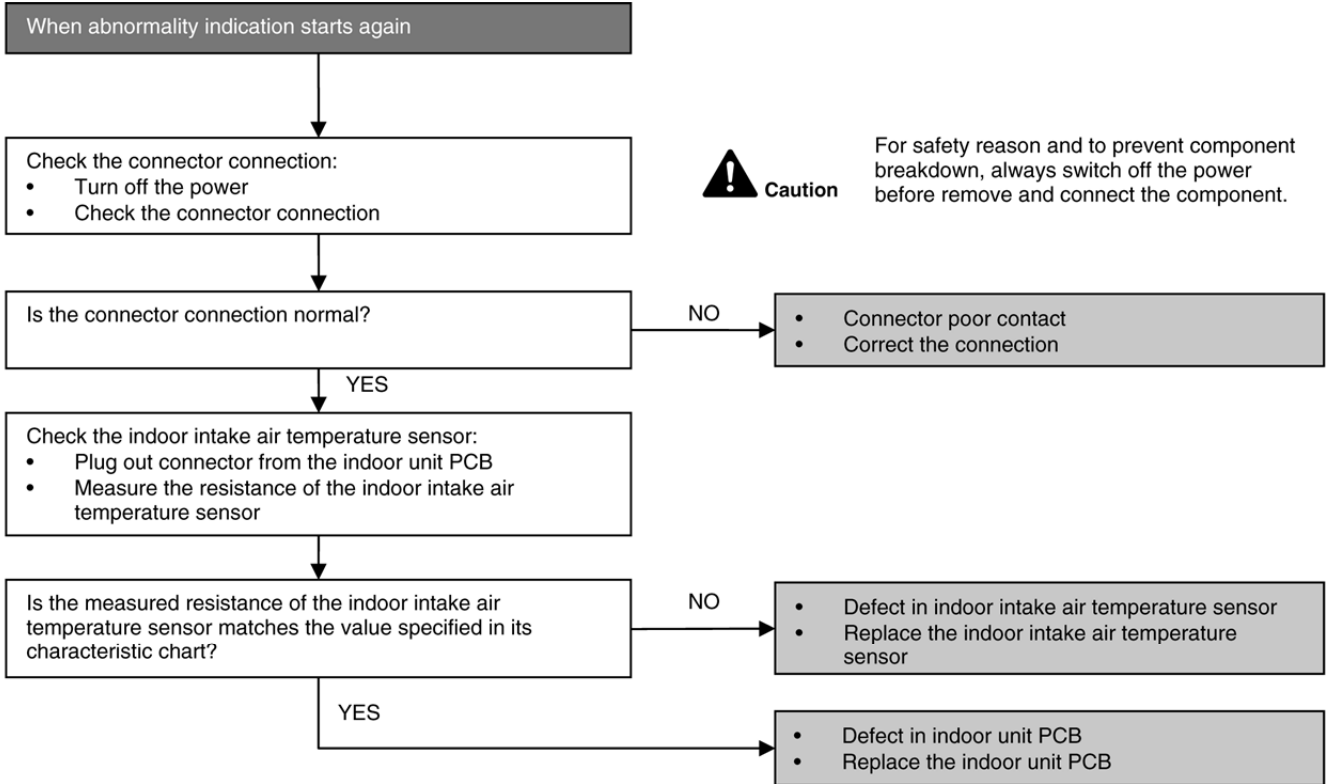 When abnormality indication starts again
Check the connector connection:
• Turn off the power
• Check the connector connection
Caution
For safety reason and to prevent component
breakdown, always switch off the power
before remove and connect the component.
Is the connector connection normal?
NO
• Connector poor contact
• Correct the connection
YES
Check the indoor intake air temperature sensor:
• Plug out connector from the indoor unit PCB
• Measure the resistance of the indoor intake air
temperature sensor
Is the measured resistance of the indoor intake air
temperature sensor matches the value specified in its
characteristic chart?
NO
• Defect in indoor intake air temperature sensor
• Replace the indoor intake air temperature
sensor
YES
• Defect in indoor unit PCB
• Replace the indoor unit PCB